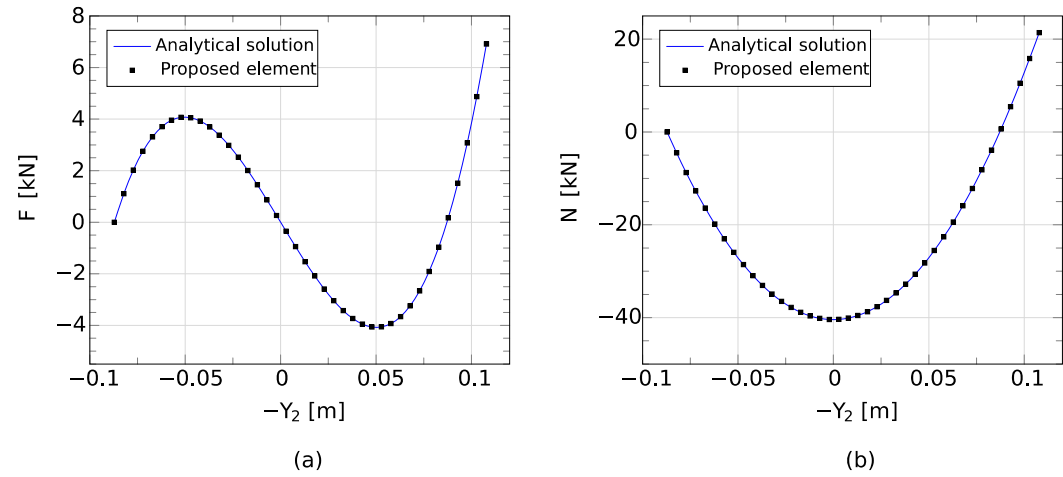 8
6
4
2
0
−2
−4
F [kN]
Analytical solution
Proposed element
−0.1
−0.05
0
0.05
0.1
−Y₂ [m]
(a)
20
0
−20
−40
N [kN]
Analytical solution
Proposed element
−0.1
−0.05
0
0.05
0.1
−Y₂ [m]
(b)